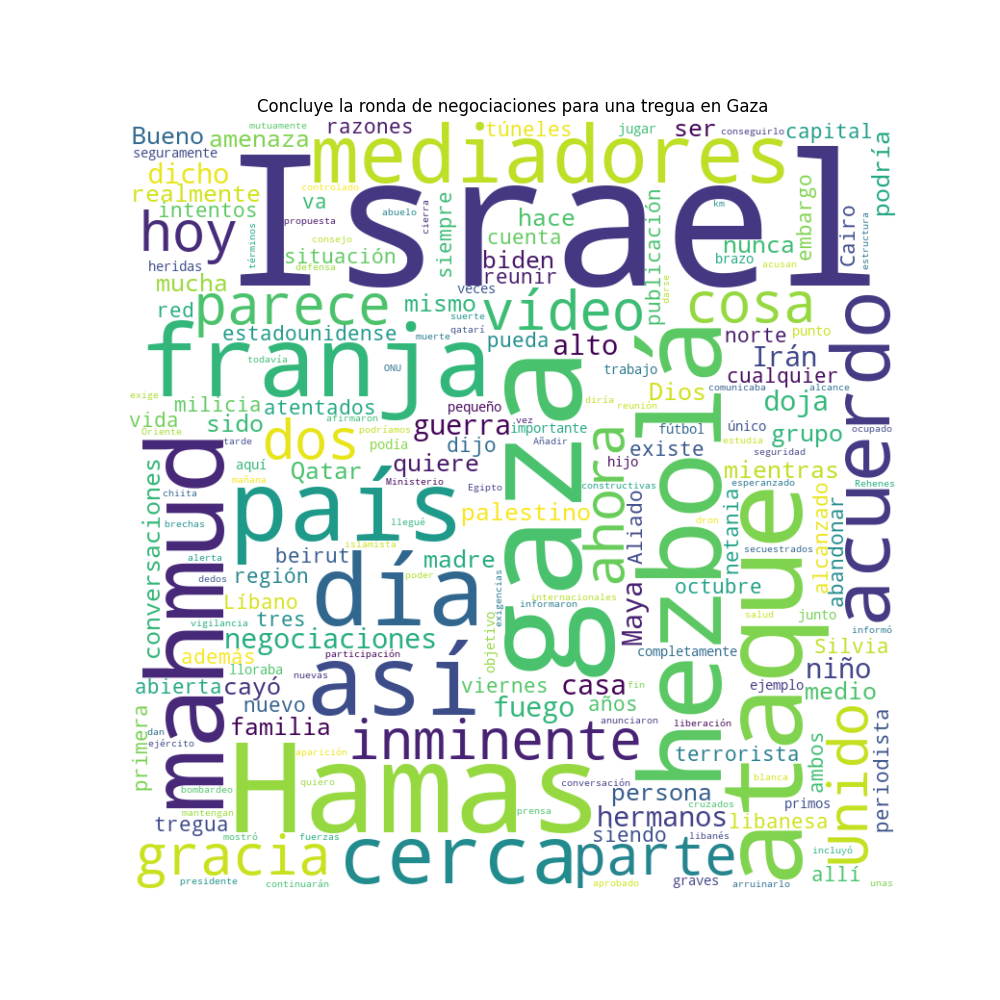 Concluye la ronda de negociaciones para una tregua en Gaza
Bueno
mutuamente
razones
túneles
jugar
ser
conseguirlo
capital
seguramente
amenaza
mediadores
podría
dicho
controlado
Israel
realmente
va
abuelo
cierra
siempre
publicación
km
embargo
Cairo
estructura
intentos
propuesta
hace
hoy
términos
consejo
cuenta
nunca
situación
biden
brazo
acusan
heridas
defensa
reunir
mucha
veces
darse
red
parece
mismo
vídeo
cosa
acuerdo
estadounidense
suerte
qatarí
muerte
pueda
alto
norte
punto
franja
todavía
ONU
trabajo
Irán
cualquier
comunicaba
alcance
exige
milicia
atentados
pequeño
diría
reunión
Dios
doja
vida
Oriente
sido
afirmaron
podríamos
guerra
vez
importante
Añadir
fútbol
único
grupo
ocupado
tarde
dos
podía
dijo
existe
estudia
seguridad
aquí
Qatar
quiere
hijo
mientras
chiita
mañana
Ministerio
Egipto
constructivas
esperanzado
Rehenes
país
gaza
ahora
hezbolá
ataque
brechas
llegué
palestino
Aliado
netania
dron
alcanzado
abandonar
conversaciones
mahmud
islamista
secuestrados
alerta
beirut
madre
dedos
región
día
poder
exigencias
internacionales
octubre
Líbano
informaron
Maya
salud
junto
vigilancia
tres
informó
negociaciones
objetivo
completamente
Silvia
además
participación
así
lloraba
nuevas
niño
abierta
cayó
viernes
casa
fin
ejemplo
medio
nuevo
fuego
años
primera
familia
anunciaron
liberación
Unido
periodista
dan
ejército
inminente
aparición
terrorista
ambos
Hamas
bombardeo
quiero
conversación
blanca
persona
mantengan
prensa
cruzados
primos
tregua
hermanos
libanesa
mostró
fuerzas
siendo
libanés
gracia
cerca
parte
incluyó
presidente
continuarán
aprobado
graves
arruinarlo
allí
unas